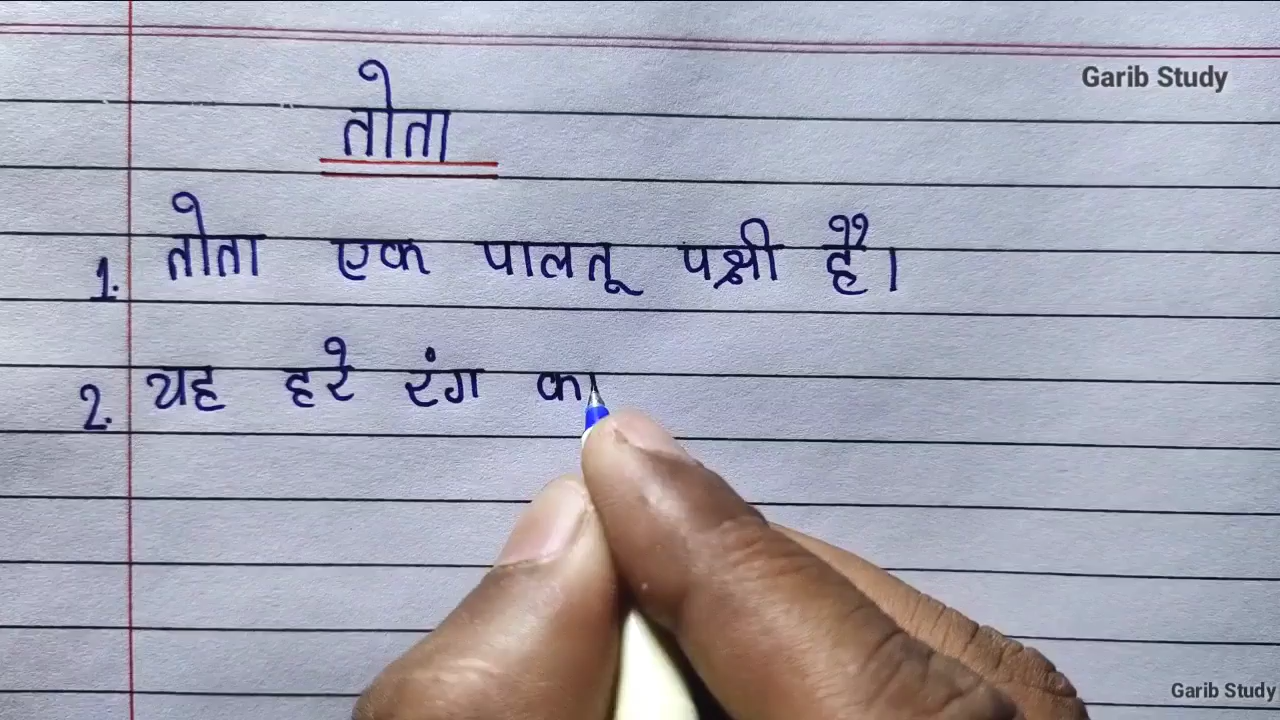 Garib Study
तोता
1. तोता एक पालतू पक्षी है।
2. यह हरे रंग का
Garib Study